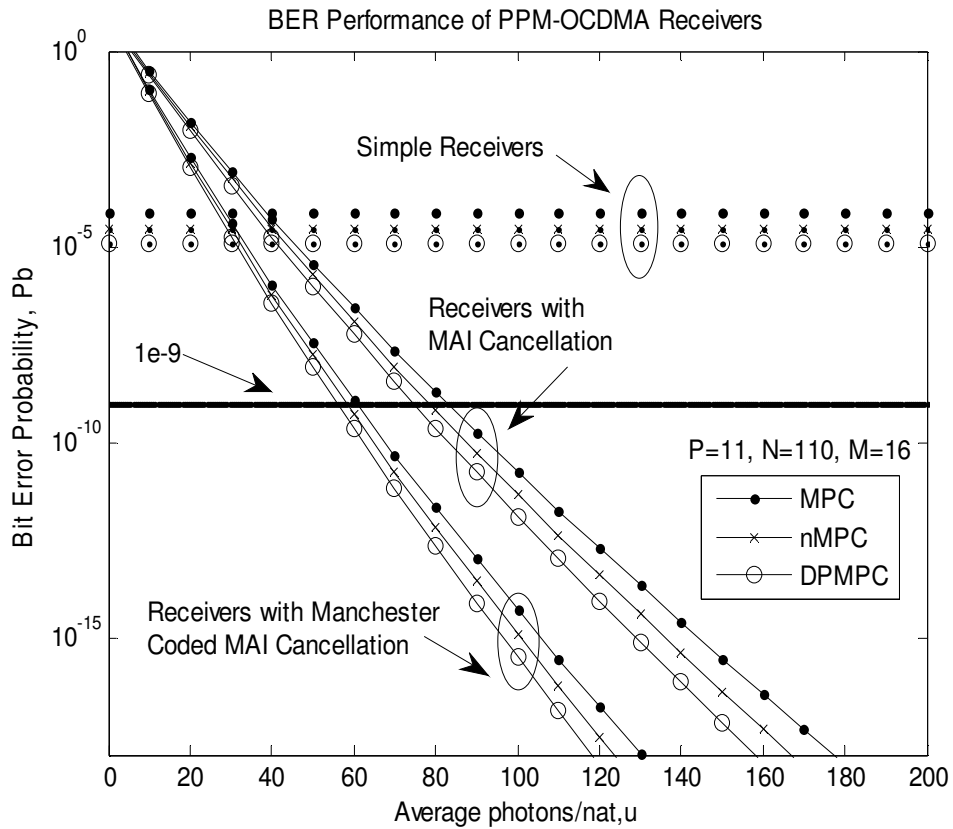 BER Performance of PPM-OCDMA Receivers
10^0
Simple Receivers
10^-5
Receivers with
MAI Cancellation
1e-9
10^-10
P=11, N=110, M=16
MPC
nMPC
DPMPC
Receivers with Manchester
Coded MAI Cancellation
10^-15
Bit Error Probability, Pb
0 20 40 60 80 100 120 140 160 180 200
Average photons/nat,u